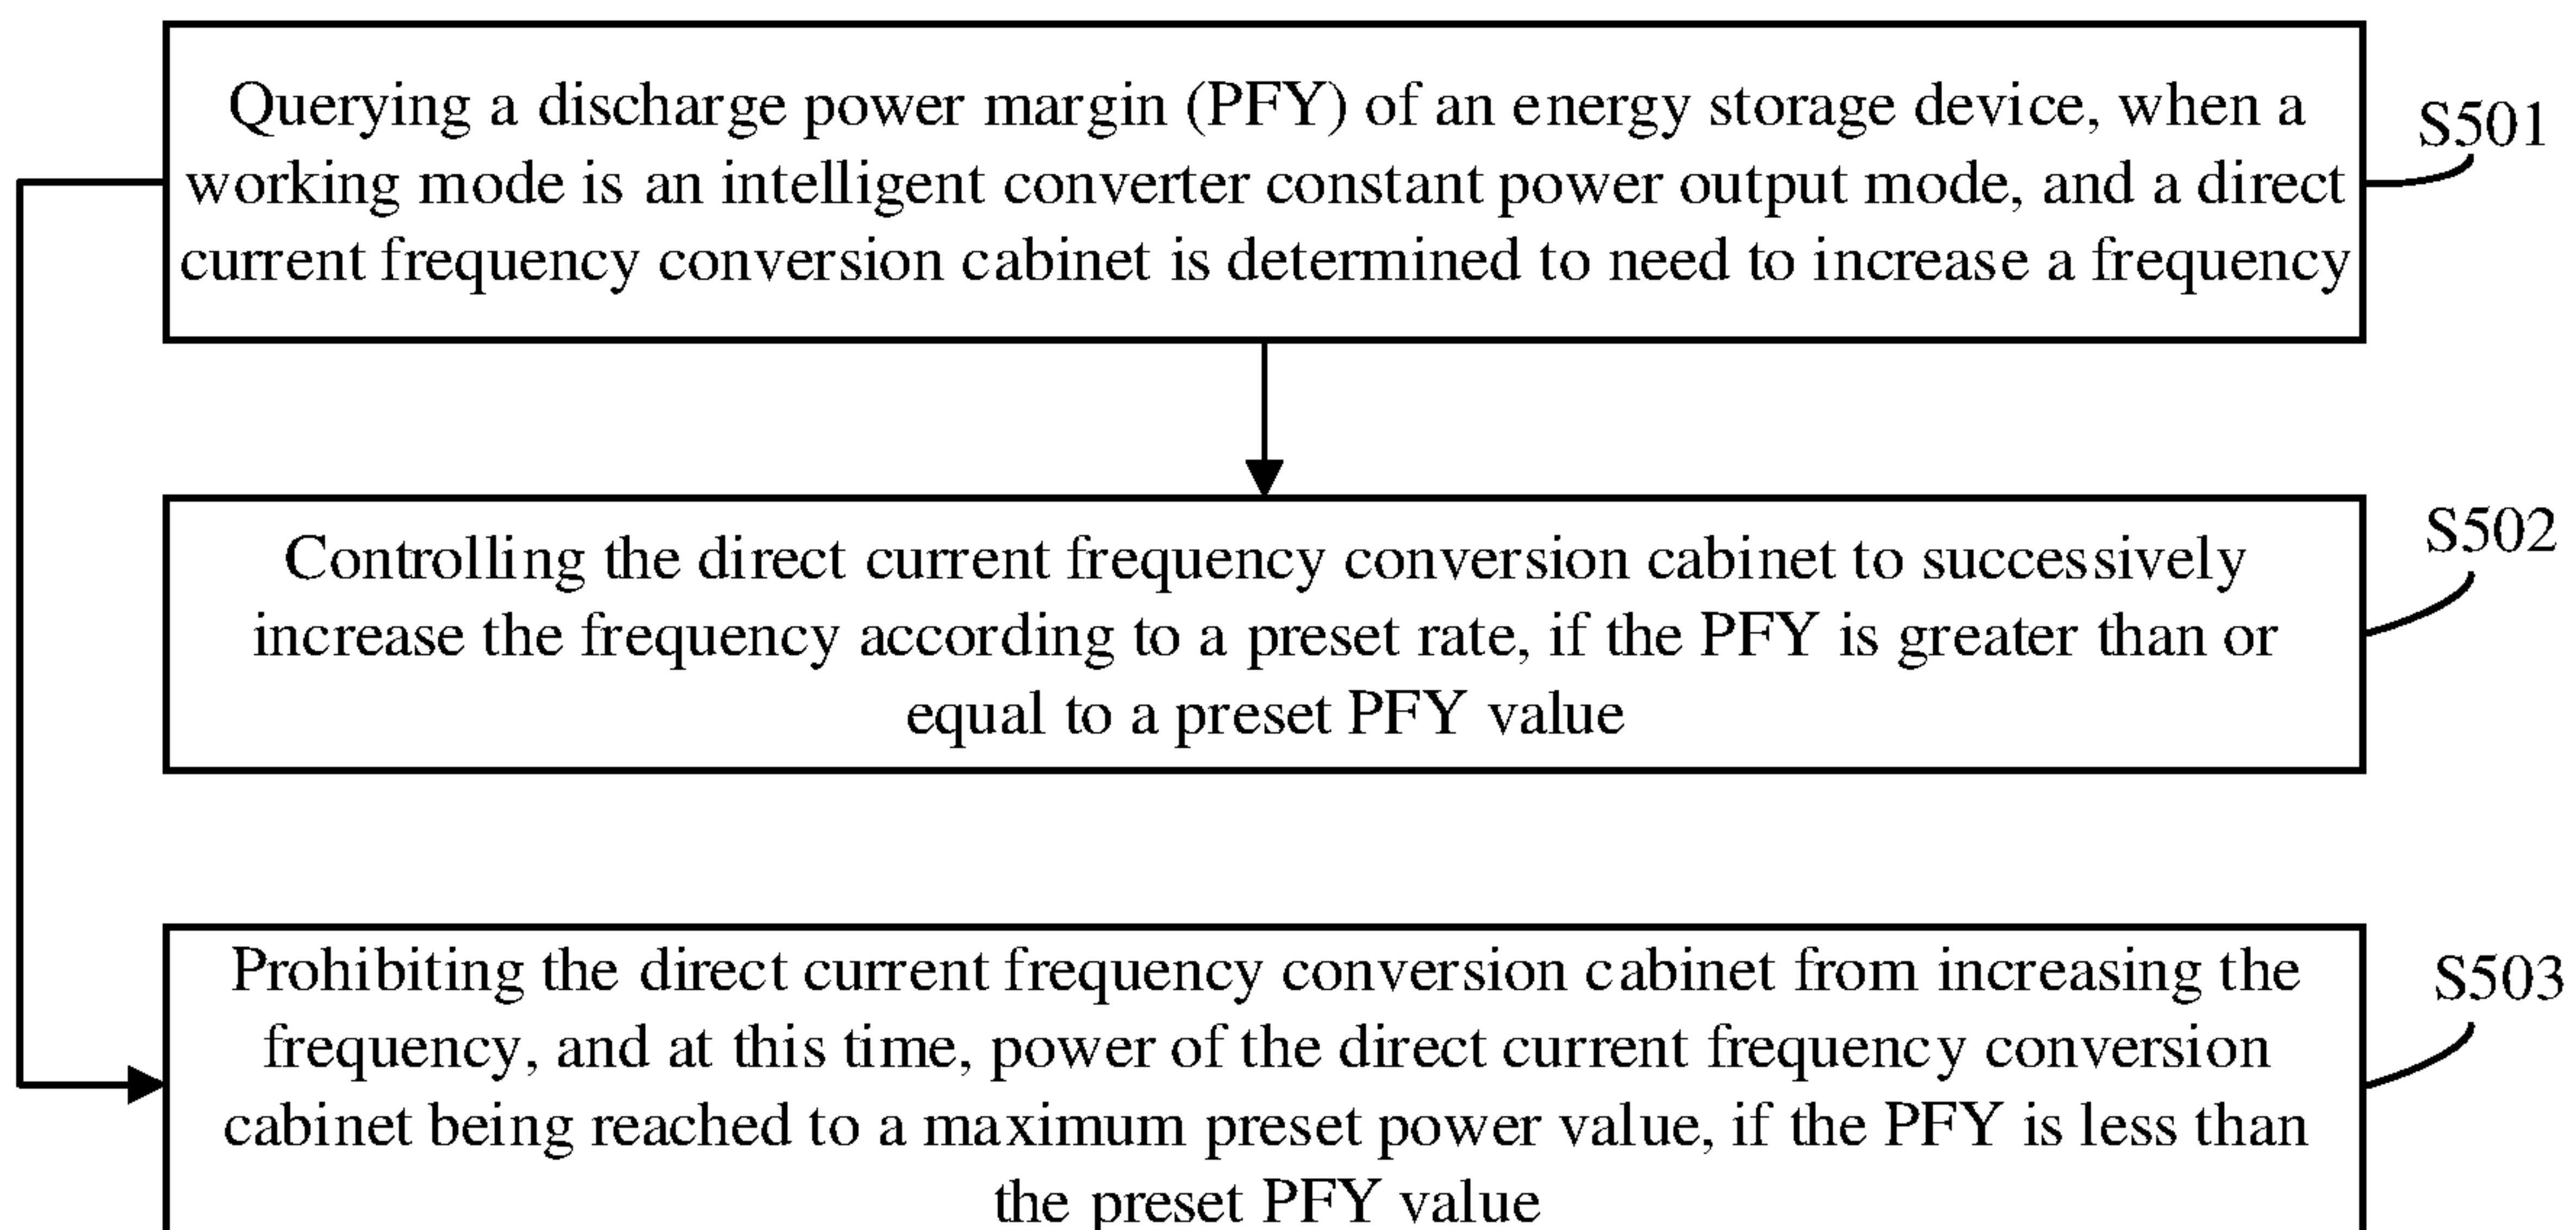 Querying a discharge power margin (PFY) of an energy storage device, when a
working mode is an intelligent converter constant power output mode, and a direct
current frequency conversion cabinet is determined to need to increase a frequency
S501
Controlling the direct current frequency conversion cabinet to successively
increase the frequency according to a preset rate, if the PFY is greater than or
equal to a preset PFY value
S502
Prohibiting the direct current frequency conversion cabinet from increasing the
frequency, and at this time, power of the direct current frequency conversion
cabinet being reached to a maximum preset power value, if the PFY is less than
the preset PFY value
S503